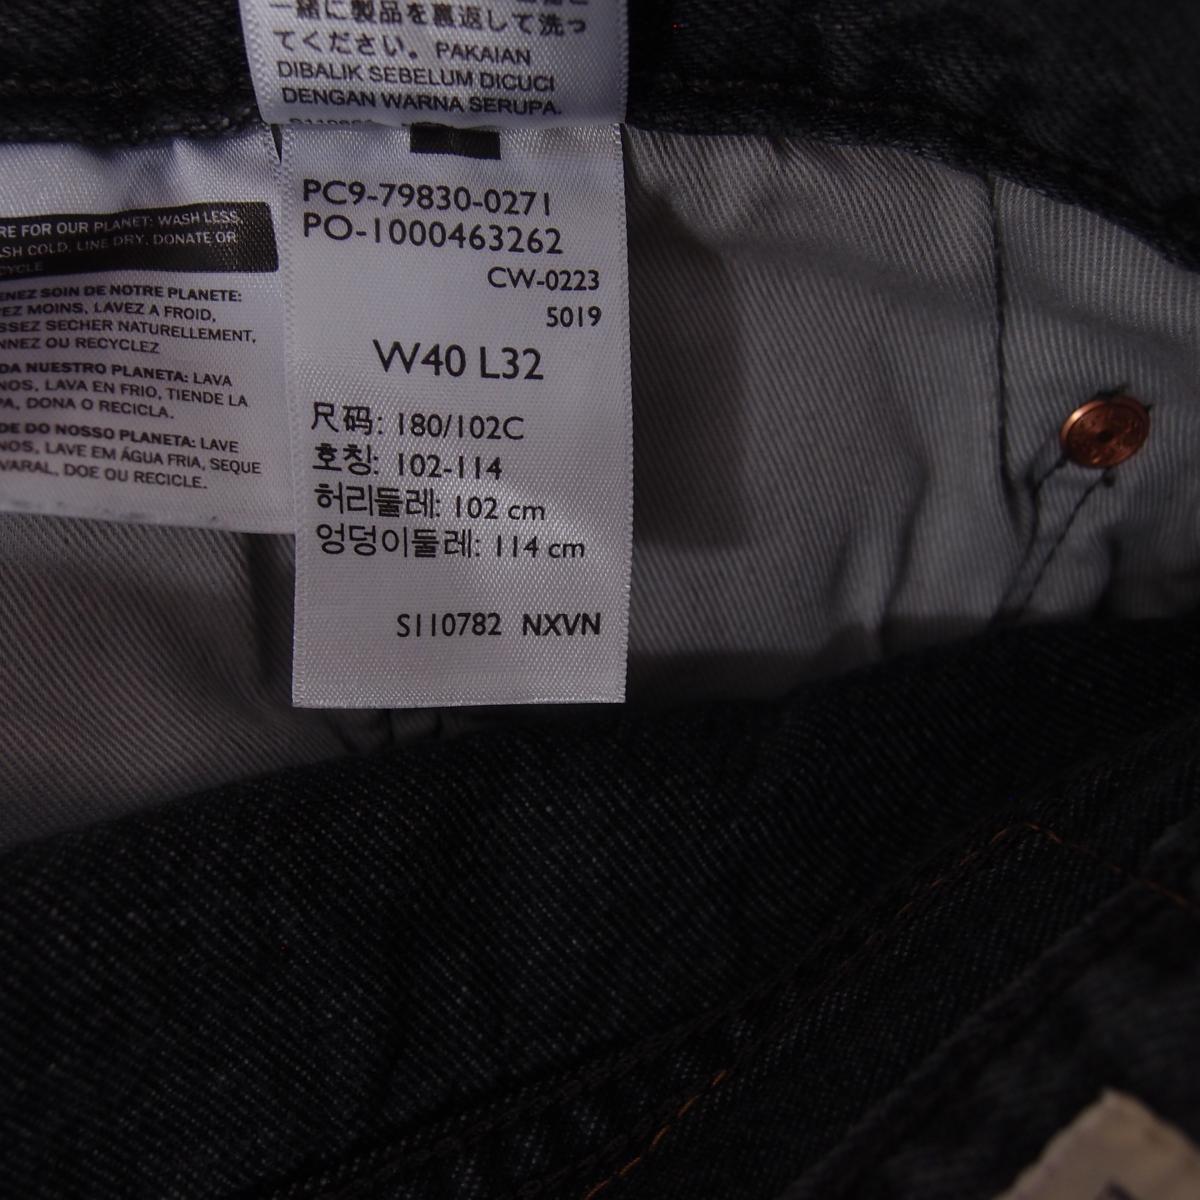 一緒に製品を裏返して洗っ
てください。PAKAIAN
DIBALIK SEBELUM DICUCI
DENGAN WARNA SERUPA.
PC9-79830-0271
PO-1000463262
CW-0223
5019
W40 L32
尺码: 180/102C
호칭: 102-114
허리둘레: 102 cm
엉덩이둘레: 114 cm
S110782 NXVN
RE FOR OUR PLANET: WASH LESS,
SH COLD, LINE DRY, DONATE OR
CYCLE
ENEZ SOIN DE NOTRE PLANETE:
EZ MOINS, LAVEZ A FROID,
SSEZ SECHER NATURELLEMENT,
NNEZ OU RECYCLEZ
DA NUESTRO PLANETA: LAVA
NOS, LAVA EN FRIO, TIENDE LA
PA, DONA O RECICLA.
DE DO NOSSO PLANETA: LAVE
NOS, LAVE EM ÁGUA FRIA, SEQUE
VARAL, DOE OU RECICLE.